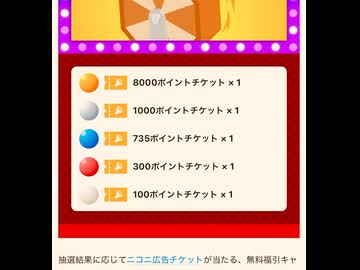 8000ポイントチケット × 1
1000ポイントチケット × 1
735ポイントチケット × 1
300ポイントチケット × 1
100ポイントチケット × 1
抽選結果に応じてニコニ広告チケットが当たる、無料福引キャ